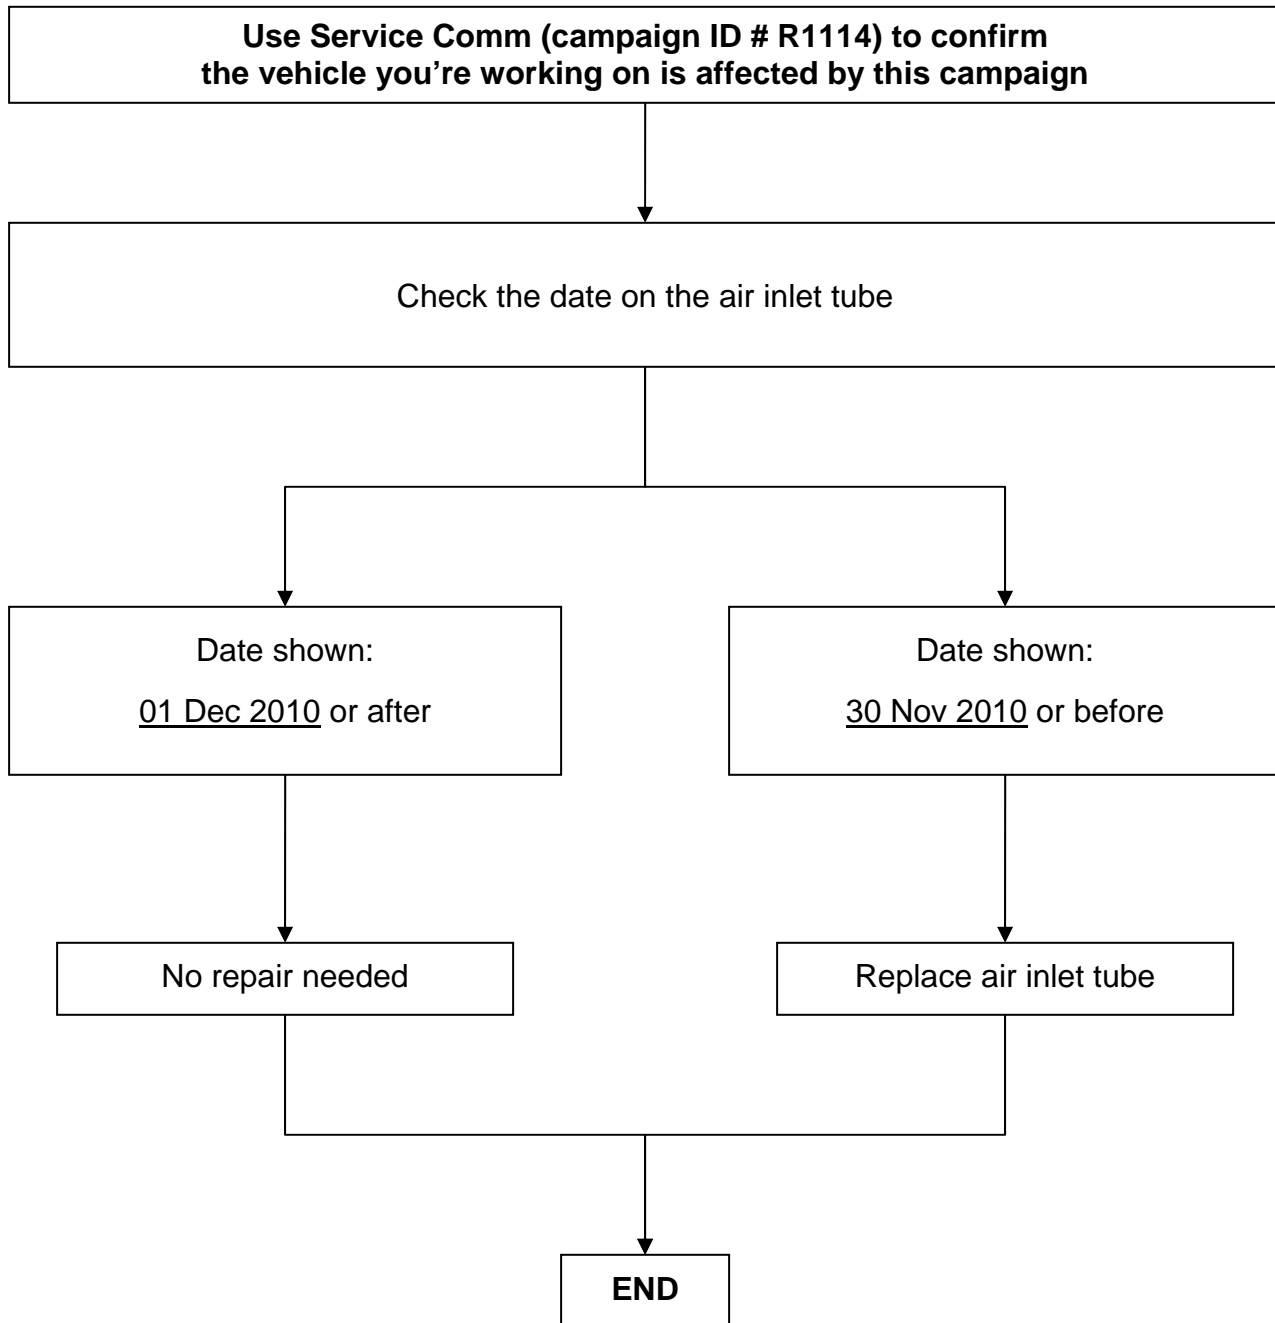 Use Service Comm (campaign ID # R1114) to confirm
the vehicle you’re working on is affected by this campaign
Check the date on the air inlet tube
Date shown:
01 Dec 2010 or after
Date shown:
30 Nov 2010 or before
No repair needed
Replace air inlet tube
END